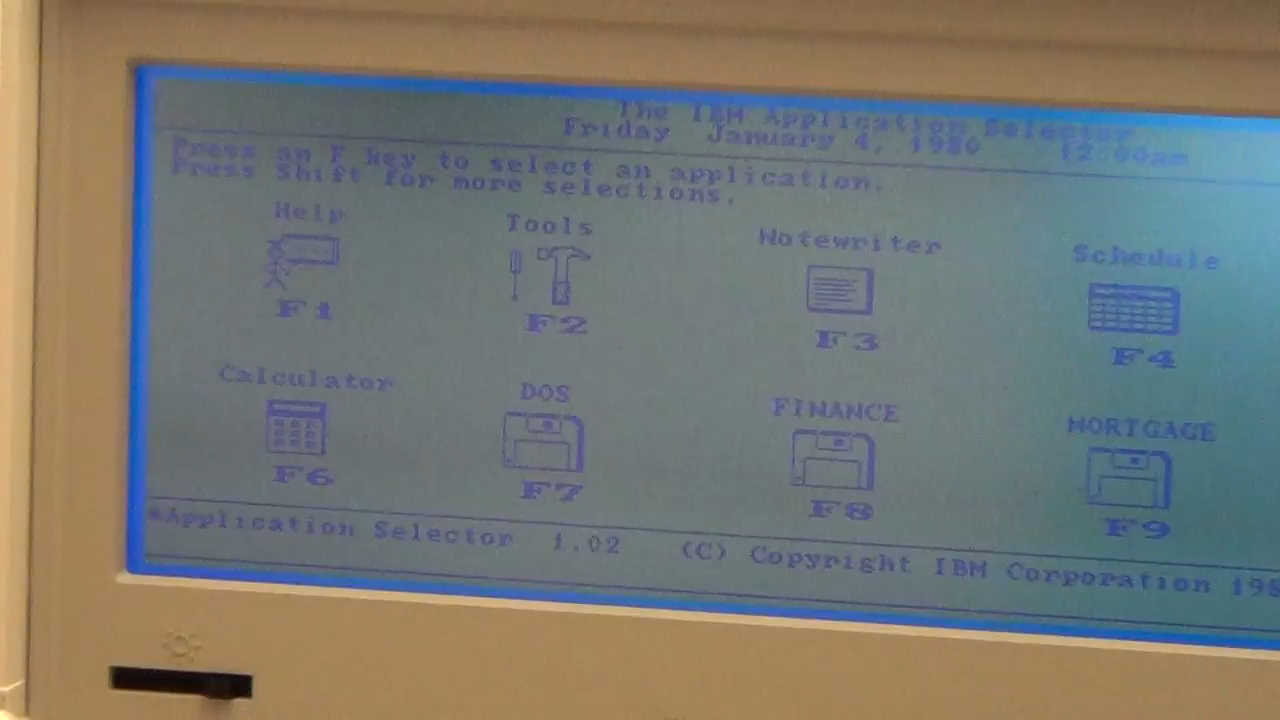 The IBM Application Selector
Friday January 4, 1980 12:00am
Press an F key to select an application.
Press Shift for more selections.
Help Tools Notewriter Schedule
F1 F2 F3 F4
Calculator DOS FINANCE MORTGAGE
F6 F7 F8 F9
*Application Selector 1.02 (C) Copyright IBM Corporation 198